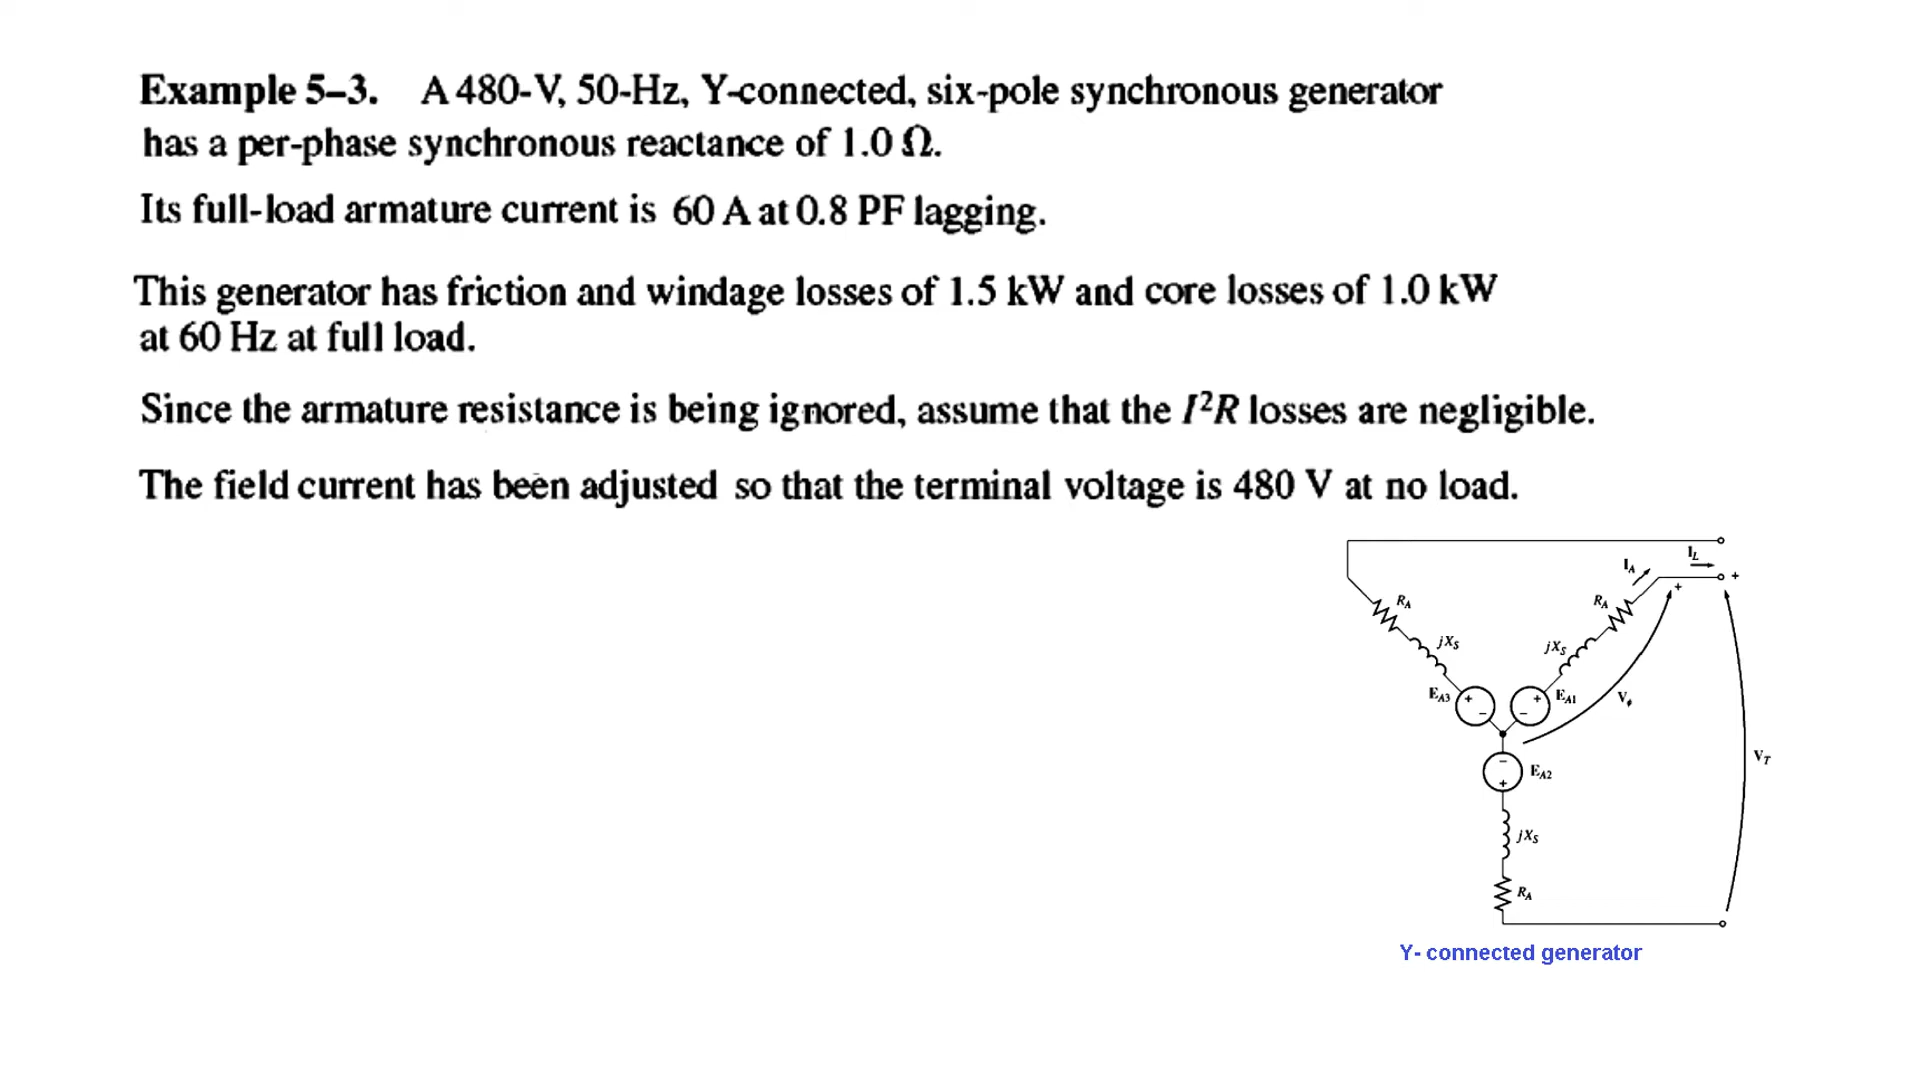 Example 5–3. A 480-V, 50-Hz, Y-connected, six-pole synchronous generator
has a per-phase synchronous reactance of 1.0 Ω.
Its full-load armature current is 60 A at 0.8 PF lagging.
This generator has friction and windage losses of 1.5 kW and core losses of 1.0 kW
at 60 Hz at full load.
Since the armature resistance is being ignored, assume that the I²R losses are negligible.
The field current has been adjusted so that the terminal voltage is 480 V at no load.
I_L
I_A
+
+
R_A
R_A
jX_S
jX_S
E_A3
+
−
+
−
E_A1
V_ϕ
−
+
E_A2
V_T
jX_S
R_A
Y- connected generator